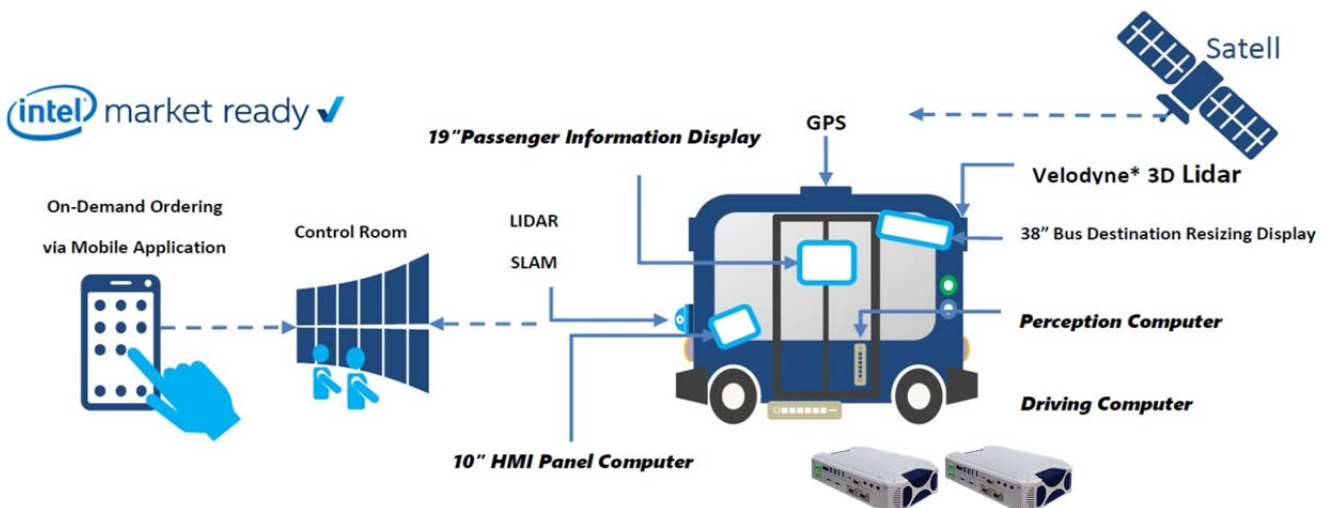 intel market ready
Satell
GPS
19"Passenger Information Display
Velodyne* 3D Lidar
On-Demand Ordering
via Mobile Application
Control Room
LIDAR
SLAM
38" Bus Destination Resizing Display
Perception Computer
Driving Computer
10" HMI Panel Computer